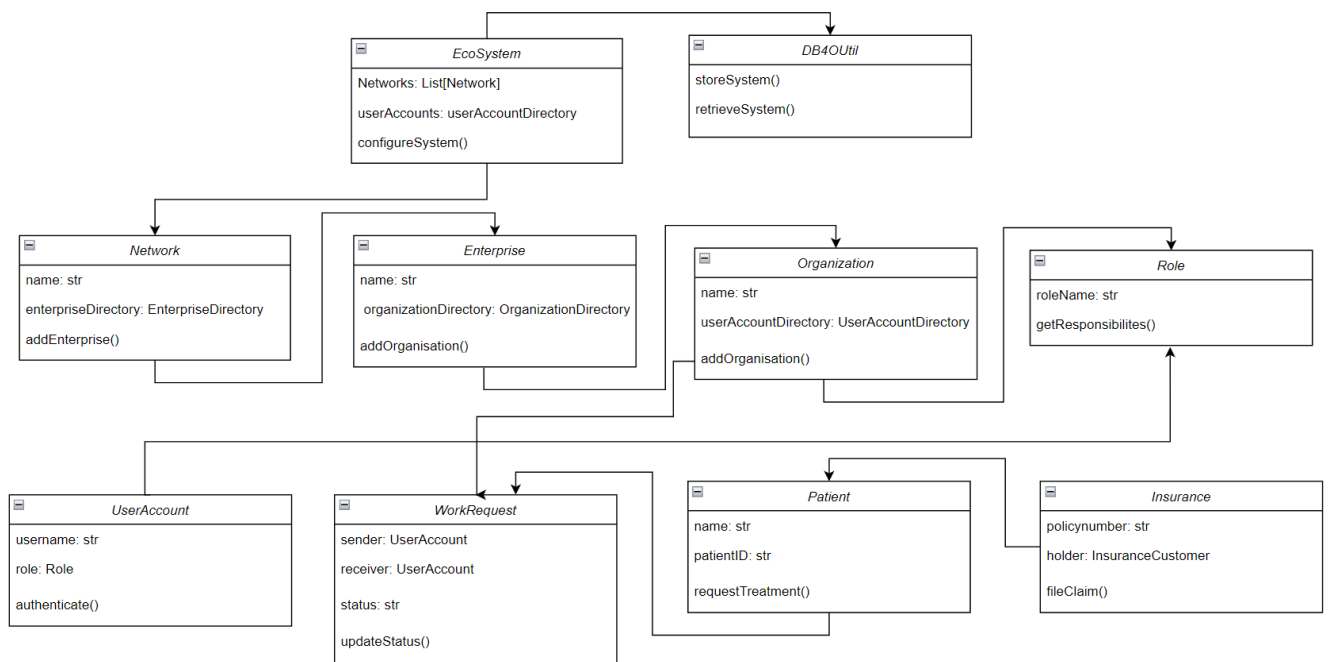 EcoSystem
Networks: List[Network]
userAccounts: userAccountDirectory
configureSystem()
DB4OUtil
storeSystem()
retrieveSystem()
Network
name: str
enterpriseDirectory: EnterpriseDirectory
addEnterprise()
Enterprise
name: str
organizationDirectory: OrganizationDirectory
addOrganisation()
Organization
name: str
userAccountDirectory: UserAccountDirectory
addOrganisation()
Role
roleName: str
getResponsibilites()
UserAccount
username: str
role: Role
authenticate()
WorkRequest
sender: UserAccount
receiver: UserAccount
status: str
updateStatus()
Patient
name: str
patientID: str
requestTreatment()
Insurance
policynumber: str
holder: InsuranceCustomer
fileClaim()